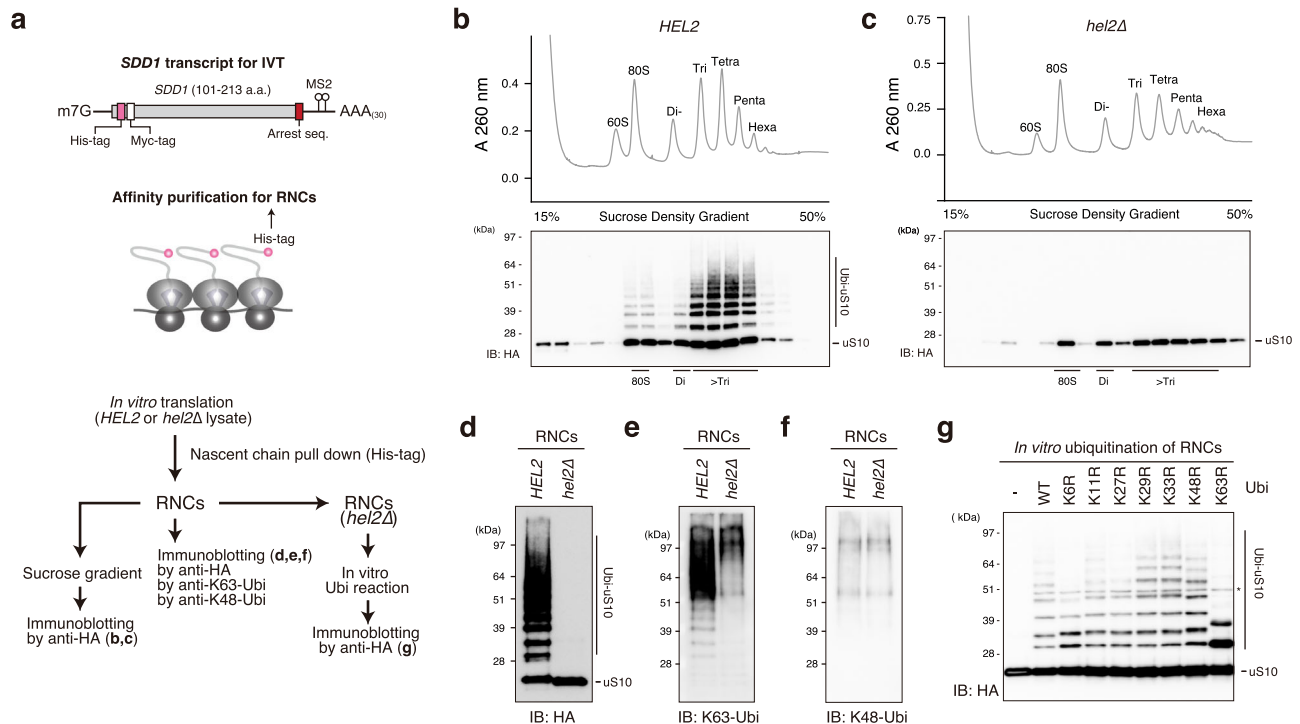 a
SDD1 transcript for IVT
SDD1 (101-213 a.a.)
MS2
m7G
AAA(30)
His-tag
Myc-tag
Arrest seq.
Affinity purification for RNCs
His-tag
In vitro translation
(HEL2 or hel2Δ lysate)
Nascent chain pull down (His-tag)
RNCs
RNCs
(hel2Δ)
Sucrose gradient
Immunoblotting
by anti-HA (b,c)
Immunoblotting (d,e,f)
by anti-HA
by anti-K63-Ubi
by anti-K48-Ubi
In vitro
Ubi reaction
Immunoblotting
by anti-HA (g)
b
HEL2
A 260 nm
0.4
0.2
0.0
60S
80S
Di-
Tri
Tetra
Penta
Hexa
15%
Sucrose Density Gradient
50%
(kDa)
97 -
64 -
51 -
39 -
28 -
IB: HA
Ubi-uS10
uS10
80S
Di
>Tri
c
hel2Δ
A 260 nm
0.75
0.5
0.25
0.0
60S
80S
Di-
Tri
Tetra
Penta
Hexa
15%
Sucrose Density Gradient
50%
(kDa)
97 -
64 -
51 -
39 -
28 -
IB: HA
uS10
80S
Di
>Tri
d
RNCs
HEL2
hel2Δ
(kDa)
97 -
64 -
51 -
39 -
28 -
Ubi-uS10
uS10
IB: HA
e
RNCs
HEL2
hel2Δ
(kDa)
97 -
64 -
51 -
39 -
28 -
IB: K63-Ubi
f
RNCs
HEL2
hel2Δ
(kDa)
97 -
64 -
51 -
39 -
28 -
IB: K48-Ubi
g
In vitro ubiquitination of RNCs
-
WT
K6R
K11R
K27R
K29R
K33R
K48R
K63R
Ubi
( kDa)
97 -
64 -
51 -
39 -
28 -
Ubi-uS10
*
uS10
IB: HA